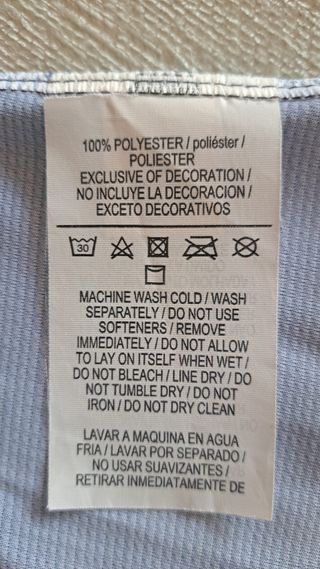 100% POLYESTER / poliéster /
POLIESTER
EXCLUSIVE OF DECORATION /
NO INCLUYE LA DECORACION /
EXCETO DECORATIVOS
30
MACHINE WASH COLD / WASH
SEPARATELY / DO NOT USE
SOFTENERS / REMOVE
IMMEDIATELY / DO NOT ALLOW
TO LAY ON ITSELF WHEN WET /
DO NOT BLEACH / LINE DRY / DO
NOT TUMBLE DRY / DO NOT
IRON / DO NOT DRY CLEAN
LAVAR A MAQUINA EN AGUA
FRIA / LAVAR POR SEPARADO /
NO USAR SUAVIZANTES /
RETIRAR INMEDIATAMENTE DE